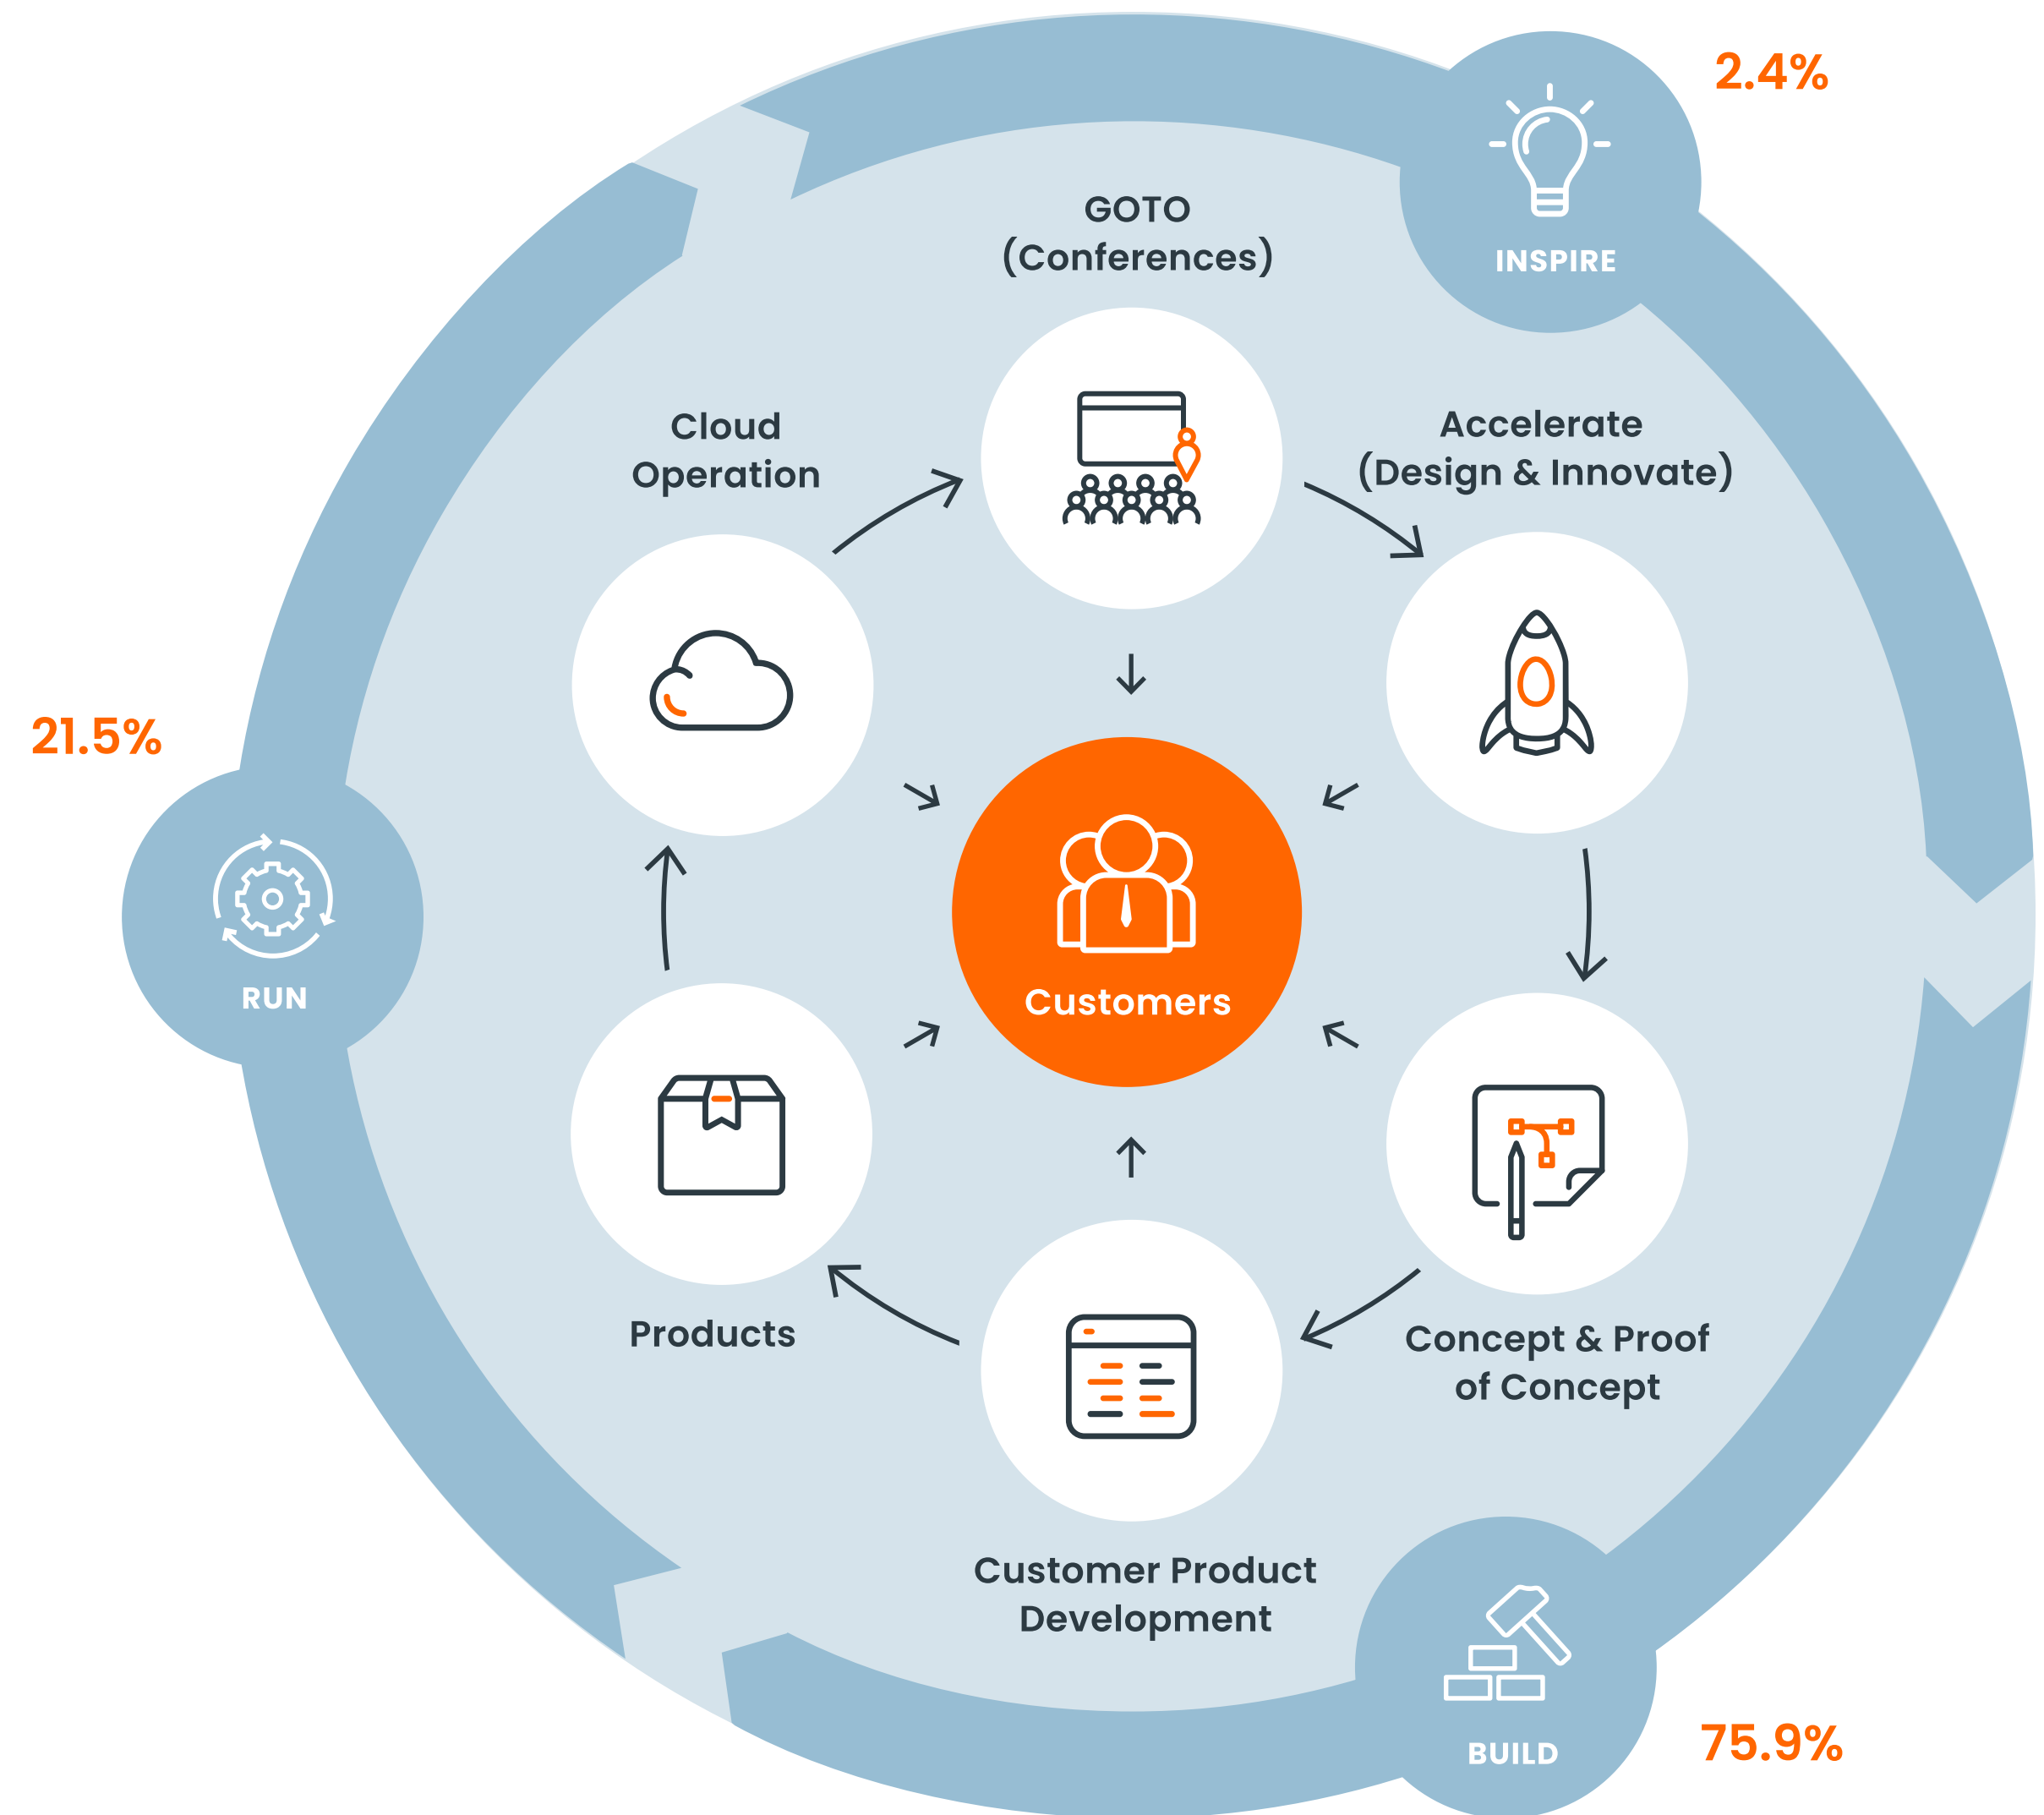 2.4%
INSPIRE
GOTO
(Conferences)
Cloud
Operations
Accelerate
(Design & Innovate)
21.5%
RUN
Customers
Products
Concept & Proof
of Concept
Customer Product
Development
BUILD
75.9%